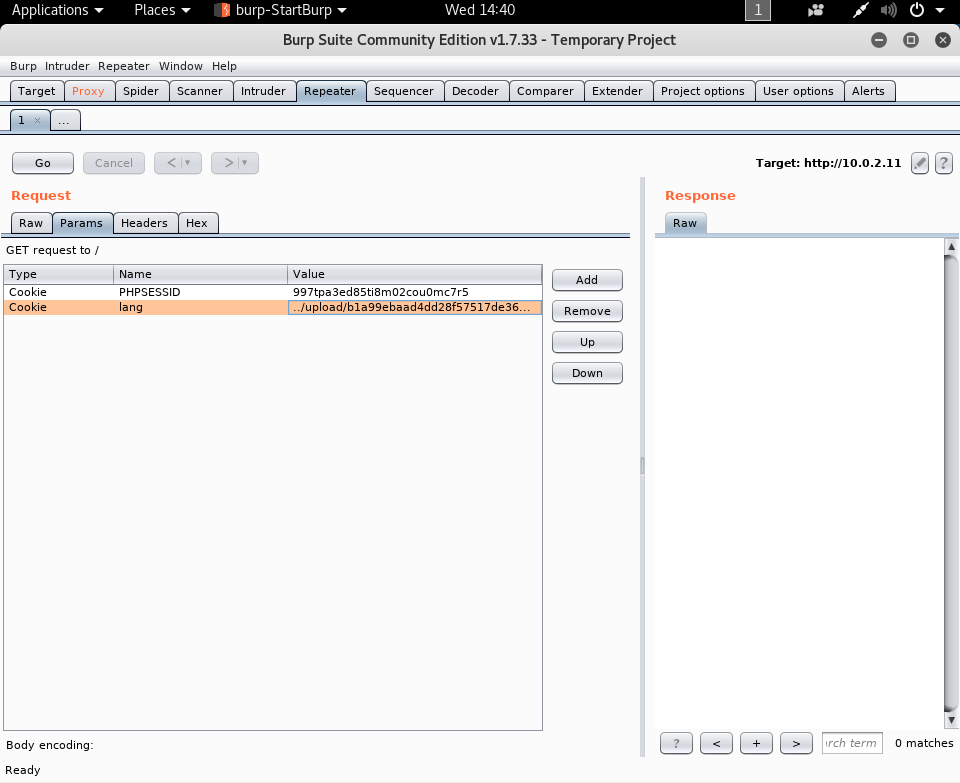 Applications Places burp-StartBurp Wed 14:40 1
Burp Suite Community Edition v1.7.33 - Temporary Project
Burp Intruder Repeater Window Help
Target Proxy Spider Scanner Intruder Repeater Sequencer Decoder Comparer Extender Project options User options Alerts
1 × ...
Go Cancel < > Target: http://10.0.2.11 ?
Request Response
Raw Params Headers Hex Raw
GET request to /
Type Name Value
Cookie PHPSESSID 997tpa3ed85ti8m02cou0mc7r5
Cookie lang ../upload/b1a99ebaad4dd28f57517de36...
Add
Remove
Up
Down
? < + > rch term 0 matches
Body encoding:
Ready